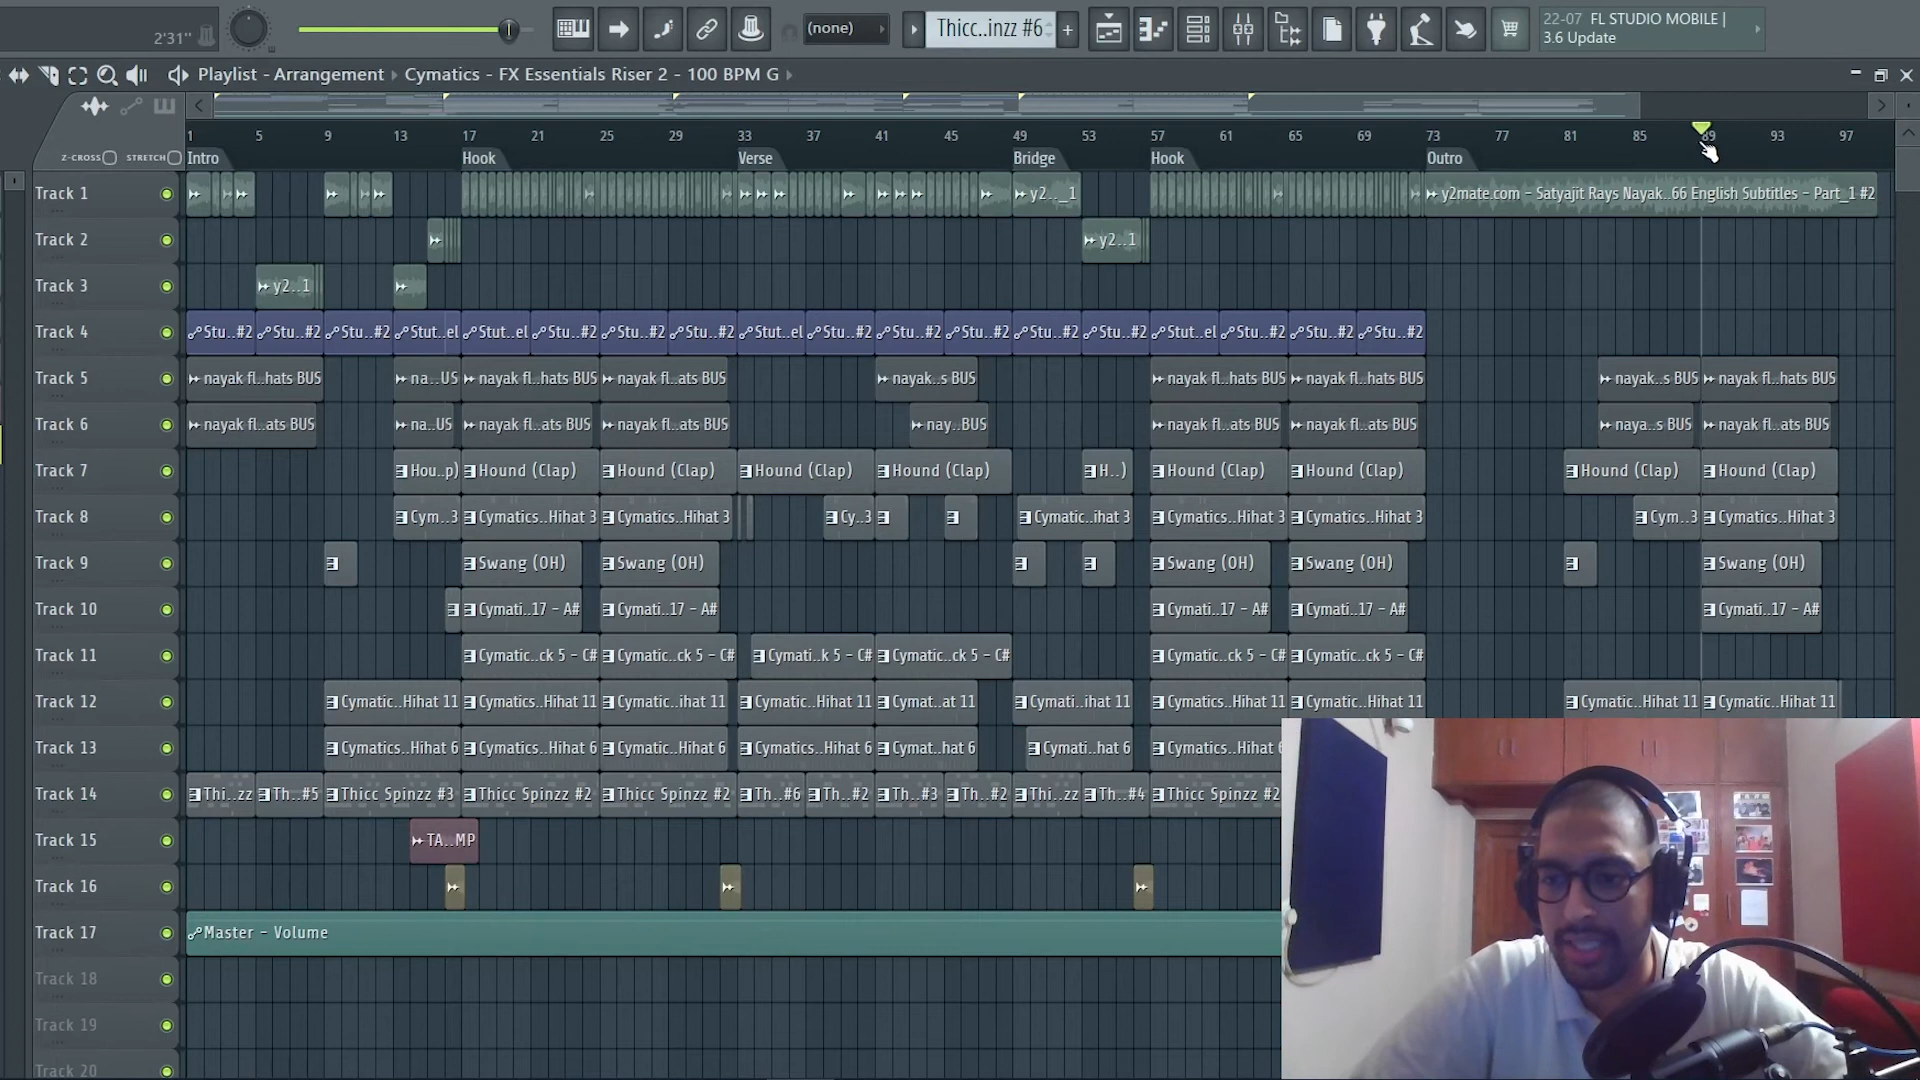 2'31"
(none)
Thicc..inzz #6
22-07 FL STUDIO MOBILE |
3.6 Update
Playlist - Arrangement Cymatics - FX Essentials Riser 2 - 100 BPM G
1 5 9 13 17 21 25 29 33 37 41 45 49 53 57 61 65 69 73 77 81 85 89 93 97
Z-CROSS STRETCH
Intro Hook Verse Bridge Hook Outro
Track 1 y2.._1 y2mate.com - Satyajit Rays Nayak..66 English Subtitles - Part_1 #2
Track 2 y2..1
Track 3 y2..1
Track 4 Stu..#2 Stu..#2 Stu..#2 Stut..el Stut..el Stu..#2 Stu..#2 Stu..#2 Stut..el Stu..#2 Stu..#2 Stu..#2 Stu..#2 Stu..#2 Stut..el Stu..#2 Stu..#2 Stu..#2
Track 5 nayak fl..hats BUS na..US nayak fl..hats BUS nayak fl..ats BUS nayak..s BUS nayak fl..hats BUS nayak fl..hats BUS nayak..s BUS nayak fl..hats BUS
Track 6 nayak fl..ats BUS na..US nayak fl..ats BUS nayak fl..ats BUS nay..BUS nayak fl..ats BUS nayak fl..ats BUS naya..s BUS nayak fl..ats BUS
Track 7 Hou..p) Hound (Clap) Hound (Clap) Hound (Clap) Hound (Clap) H..) Hound (Clap) Hound (Clap) Hound (Clap) Hound (Clap)
Track 8 Cym..3 Cymatics..Hihat 3 Cymatics..Hihat 3 Cy..3 Cymatic..ihat 3 Cymatics..Hihat 3 Cymatics..Hihat 3 Cym..3 Cymatics..Hihat 3
Track 9 Swang (OH) Swang (OH) Swang (OH) Swang (OH) Swang (OH)
Track 10 Cymati..17 - A# Cymati..17 - A# Cymati..17 - A# Cymati..17 - A# Cymati..17 - A#
Track 11 Cymatic..ck 5 - C# Cymatic..ck 5 - C# Cymati..k 5 - C# Cymatic..ck 5 - C# Cymatic..ck 5 - C# Cymatic..ck 5 - C#
Track 12 Cymatic..Hihat 11 Cymatics..Hihat 11 Cymatic..ihat 11 Cymatic..Hihat 11 Cymat..at 11 Cymati..ihat 11 Cymatics..Hihat 11 Cymatic..Hihat 11 Cymatic..Hihat 11 Cymatic..Hihat 11
Track 13 Cymatics..Hihat 6 Cymatics..Hihat 6 Cymatic..Hihat 6 Cymatics..Hihat 6 Cymat..hat 6 Cymati..hat 6 Cymatics..Hihat 6
Track 14 Thi..zz Th..#5 Thicc Spinzz #3 Thicc Spinzz #2 Thicc Spinzz #2 Th..#6 Th..#2 Th..#3 Th..#2 Thi..zz Th..#4 Thicc Spinzz #2
Track 15 TA..MP
Track 16
Track 17 Master - Volume
Track 18
Track 19
Track 20